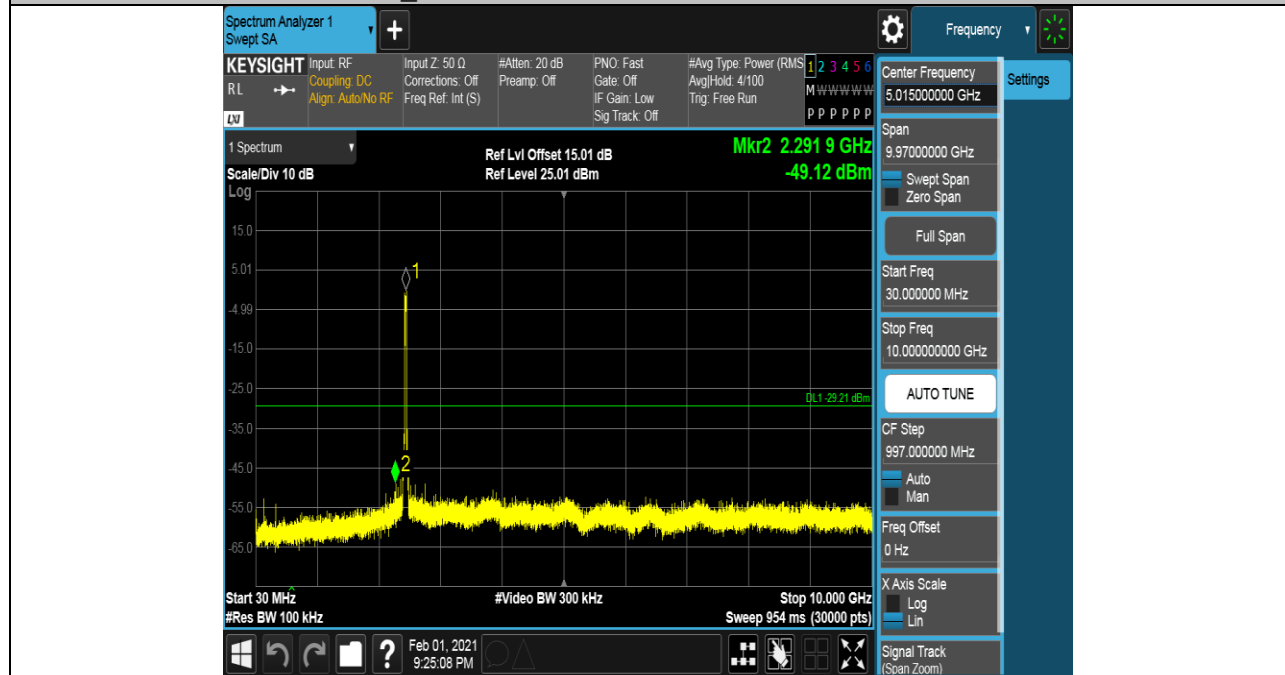 Spectrum Analyzer 1
Swept SA
+
Frequency
KEYSIGHT
RL
LXI
Input: RF
Coupling: DC
Align: Auto/No RF
Input Z: 50 Ω
Corrections: Off
Freq Ref: Int (S)
#Atten: 20 dB
Preamp: Off
PNO: Fast
Gate: Off
IF Gain: Low
Sig Track: Off
#Avg Type: Power (RMS
Avg|Hold: 4/100
Trig: Free Run
1 2 3 4 5 6
M W W W W W
P P P P P P
1 Spectrum
Scale/Div 10 dB
Ref Lvl Offset 15.01 dB
Ref Level 25.01 dBm
Mkr2 2.291 9 GHz
-49.12 dBm
Log
15.0
5.01
-4.99
-15.0
-25.0
-35.0
-45.0
-55.0
-65.0
1
2
DL1 -29.21 dBm
Start 30 MHz
#Res BW 100 kHz
#Video BW 300 kHz
Stop 10.000 GHz
Sweep 954 ms (30000 pts)
?
Feb 01, 2021
9:25:08 PM
Center Frequency
5.015000000 GHz
Span
9.97000000 GHz
Swept Span
Zero Span
Full Span
Start Freq
30.000000 MHz
Stop Freq
10.000000000 GHz
AUTO TUNE
CF Step
997.000000 MHz
Auto
Man
Freq Offset
0 Hz
X Axis Scale
Log
Lin
Signal Track
(Span Zoom)
Settings